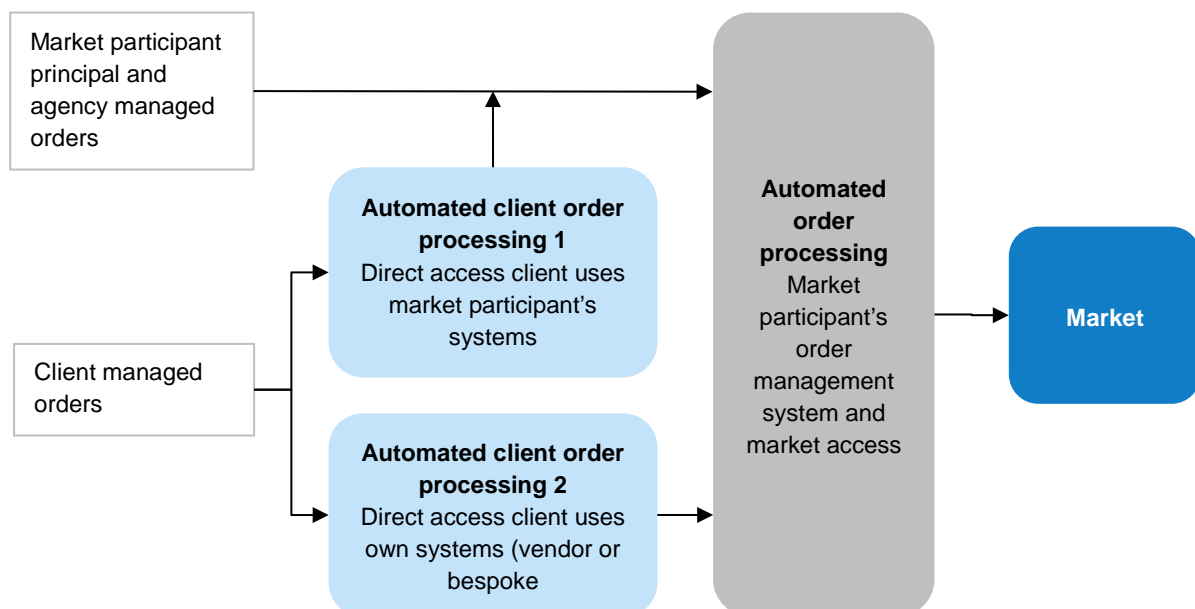 Market participant
principal and
agency managed
orders
Automated client order
processing 1
Direct access client uses
market participant's
systems
Client managed
orders
Automated client order
processing 2
Direct access client uses
own systems (vendor or
bespoke
Automated
order
processing
Market
participant's
order
management
system and
market access
Market